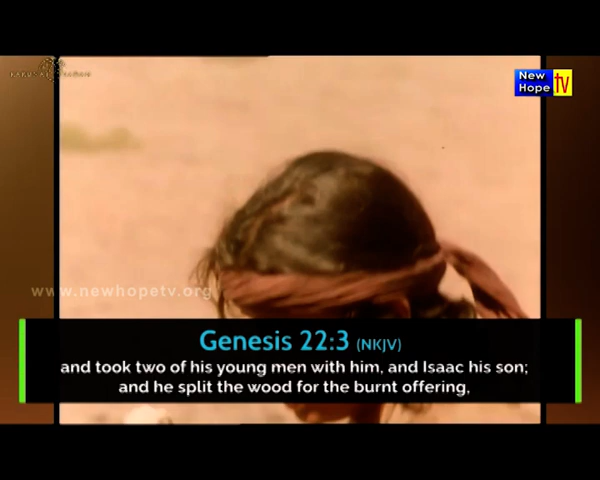 New
Hope
.tv
www.newhopetv.org
Genesis 22:3 (NKJV)
and took two of his young men with him, and Isaac his son;
and he split the wood for the burnt offering,